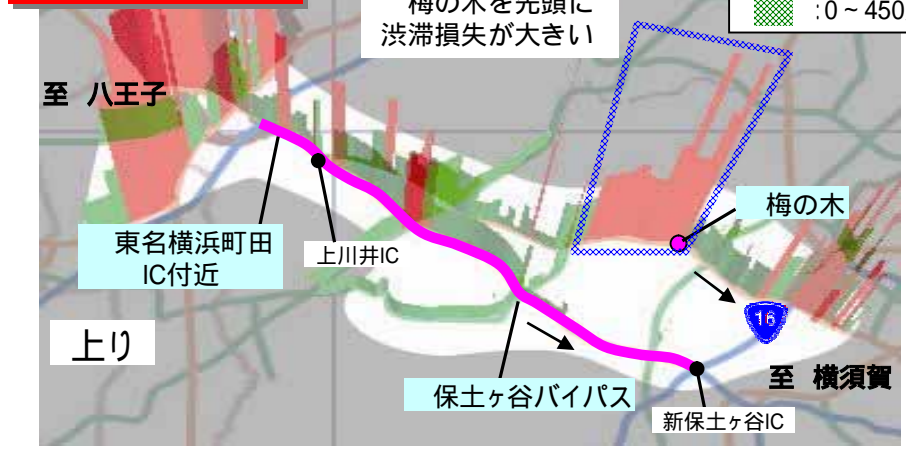 梅の木を先頭に
渋滞損失が大きい
:0～450
至 八王子
梅の木
東名横浜町田
IC付近
上川井IC
16
上り
至 横須賀
保土ヶ谷バイパス
新保土ヶ谷IC